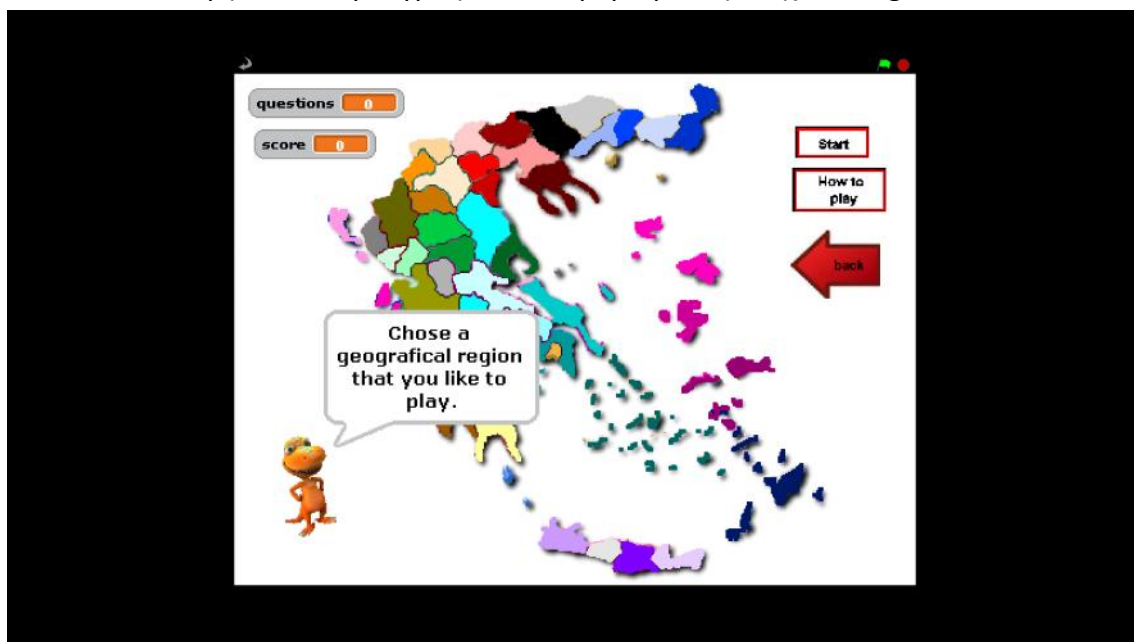 questions 0
score 0
Start
How to
play
back
Chose a
geografical region
that you like to
play.